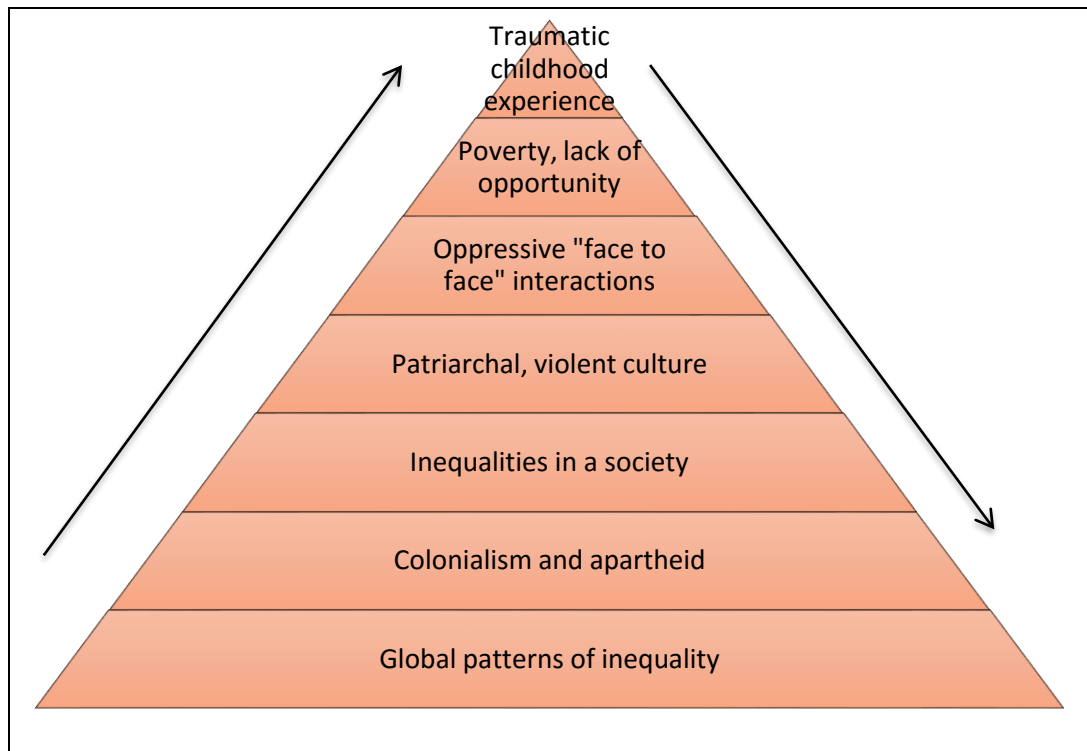 Traumatic
childhood
experience
Poverty, lack of
opportunity
Oppressive "face to
face" interactions
Patriarchal, violent culture
Inequalities in a society
Colonialism and apartheid
Global patterns of inequality